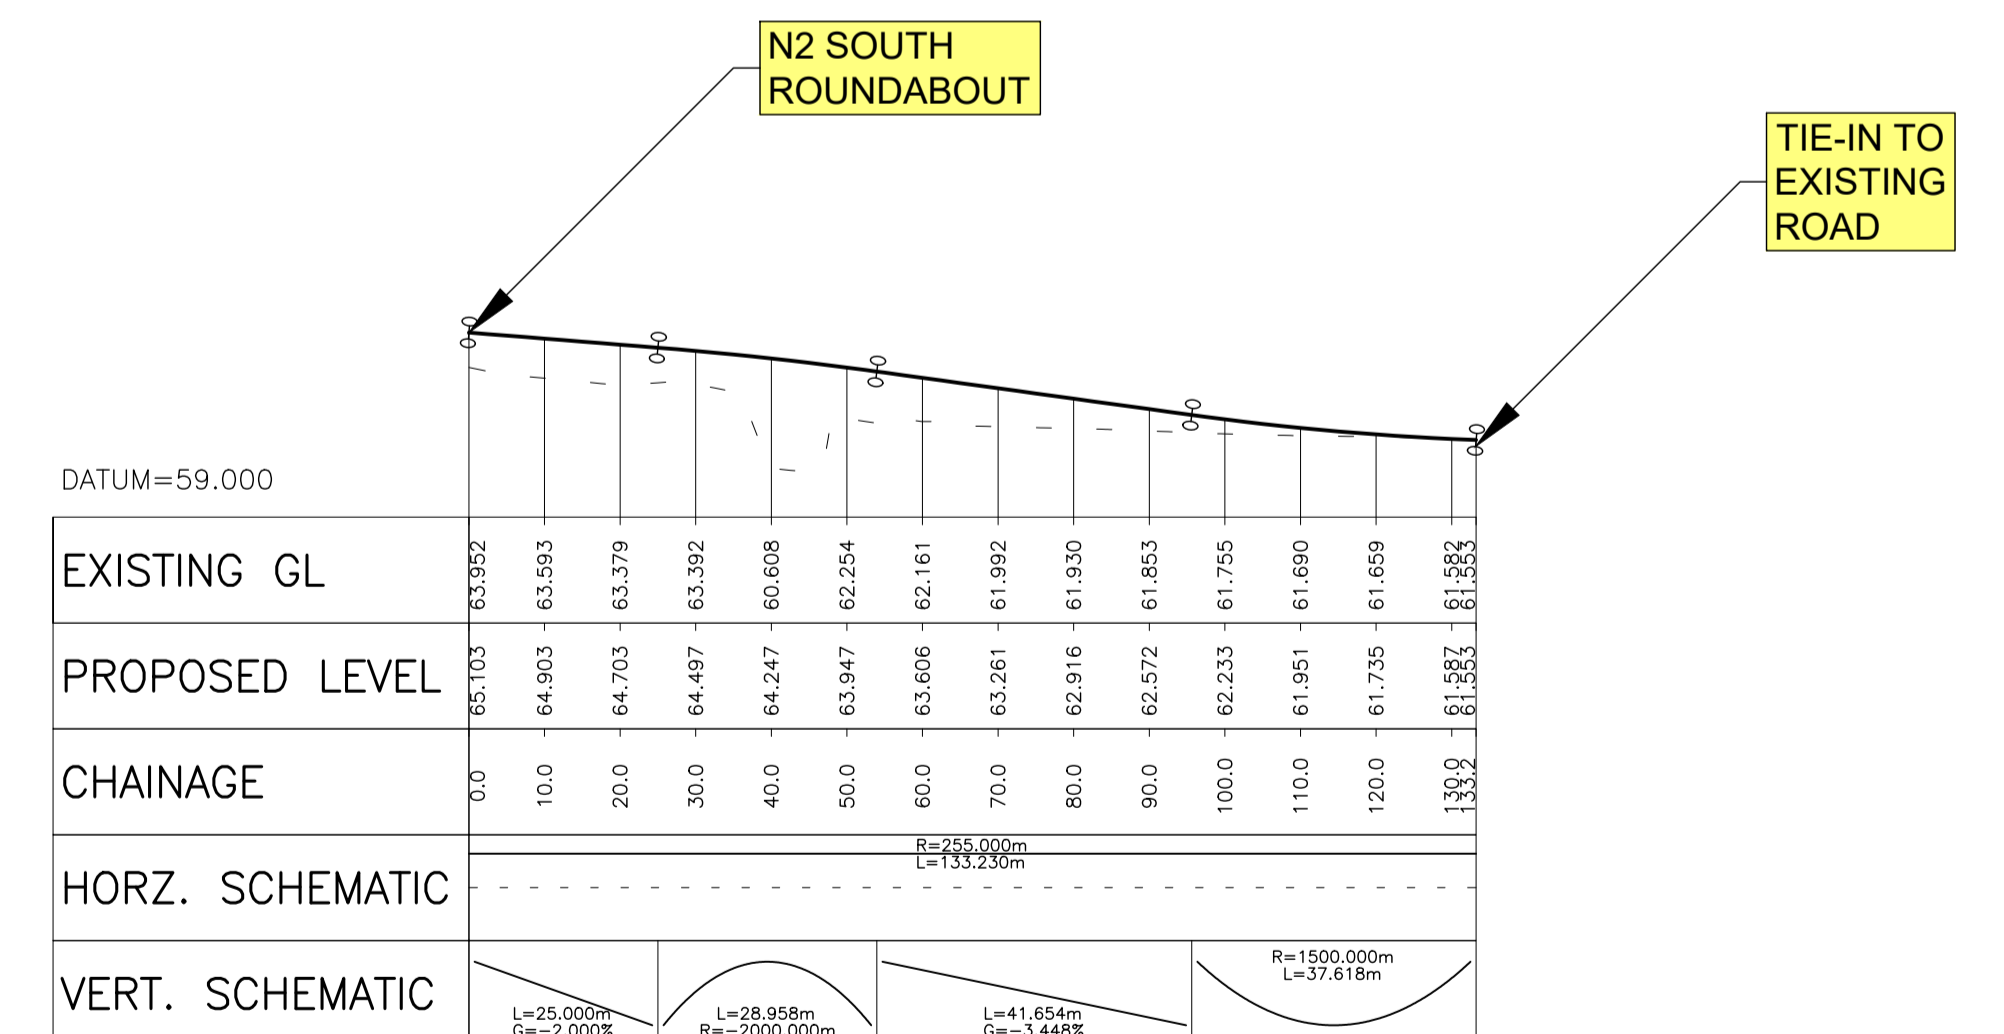 N2 SOUTH
ROUNDABOUT
TIE-IN TO
EXISTING
ROAD
DATUM=59.000
EXISTING GL 63.952 63.593 63.379 63.392 60.608 62.254 62.161 61.992 61.930 61.853 61.755 61.690 61.659 61.582 61.553
PROPOSED LEVEL 65.103 64.903 64.703 64.497 64.247 63.947 63.606 63.261 62.916 62.572 62.233 61.951 61.735 61.587 61.553
CHAINAGE 0.0 10.0 20.0 30.0 40.0 50.0 60.0 70.0 80.0 90.0 100.0 110.0 120.0 130.0 133.2
HORZ. SCHEMATIC
R=255.000m
L=133.230m
VERT. SCHEMATIC
L=25.000m
G=-2.000%
L=28.958m
R=-2000.000m
L=41.654m
G=-3.448%
R=1500.000m
L=37.618m